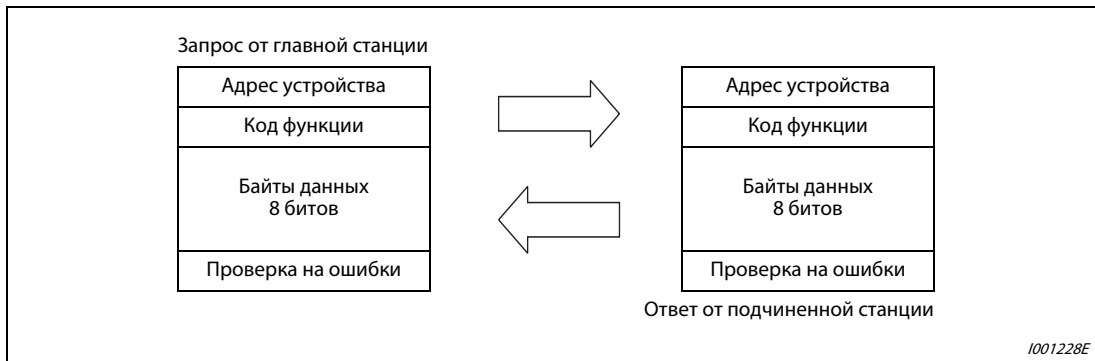 Запрос от главной станции
Адрес устройства
Код функции
Байты данных
8 битов
Проверка на ошибки
Адрес устройства
Код функции
Байты данных
8 битов
Проверка на ошибки
Ответ от подчиненной станции
I001228E